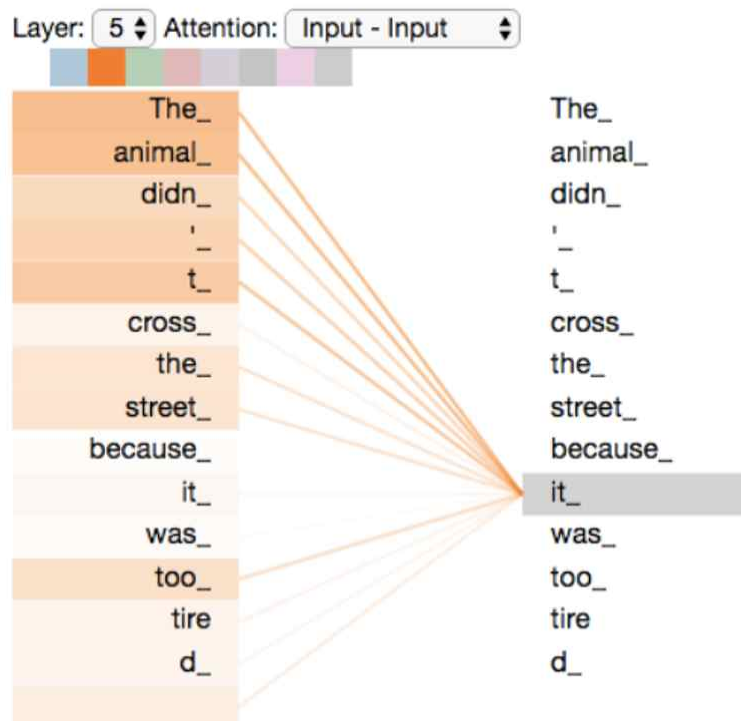 Layer: 5 Attention: Input - Input
The_ The_
animal_ animal_
didn_ didn_
'_ '_
t_ t_
cross_ cross_
the_ the_
street_ street_
because_ because_
it_ it_
was_ was_
too_ too_
tire tire
d_ d_